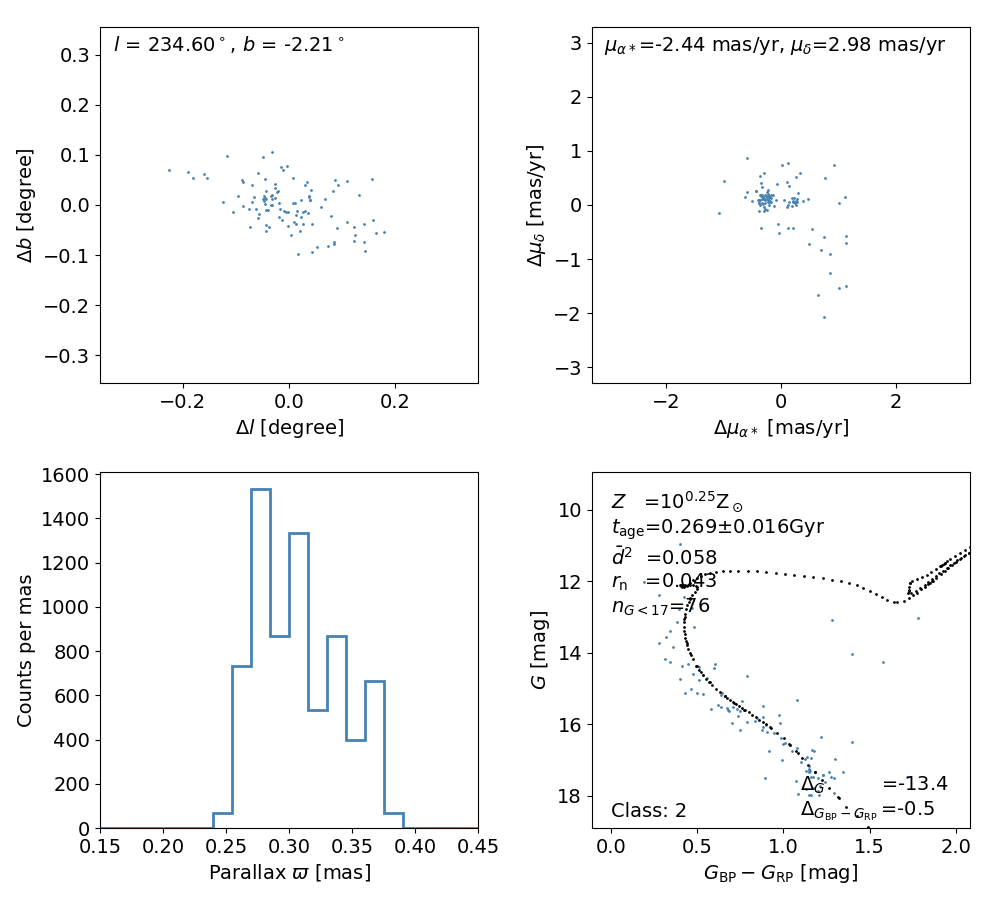 l = 234.60°, b = -2.21°
0.3
0.2
0.1
0.0
−0.1
−0.2
−0.3
Δb [degree]
−0.2 0.0 0.2
Δl [degree]
μα*=-2.44 mas/yr, μδ=2.98 mas/yr
3
2
1
0
−1
−2
−3
Δμδ [mas/yr]
−2 0 2
Δμα* [mas/yr]
1600
1400
1200
1000
800
600
400
200
0
Counts per mas
0.15 0.20 0.25 0.30 0.35 0.40 0.45
Parallax ϖ [mas]
Z =10^0.25 Z⊙
t_age=0.269±0.016Gyr
d̄² =0.058
r_n =0.043
n_G<17=76
10
12
14
16
18
G [mag]
Δ_G =-13.4
Δ_GBP−GRP =-0.5
Class: 2
0.0 0.5 1.0 1.5 2.0
G_BP − G_RP [mag]